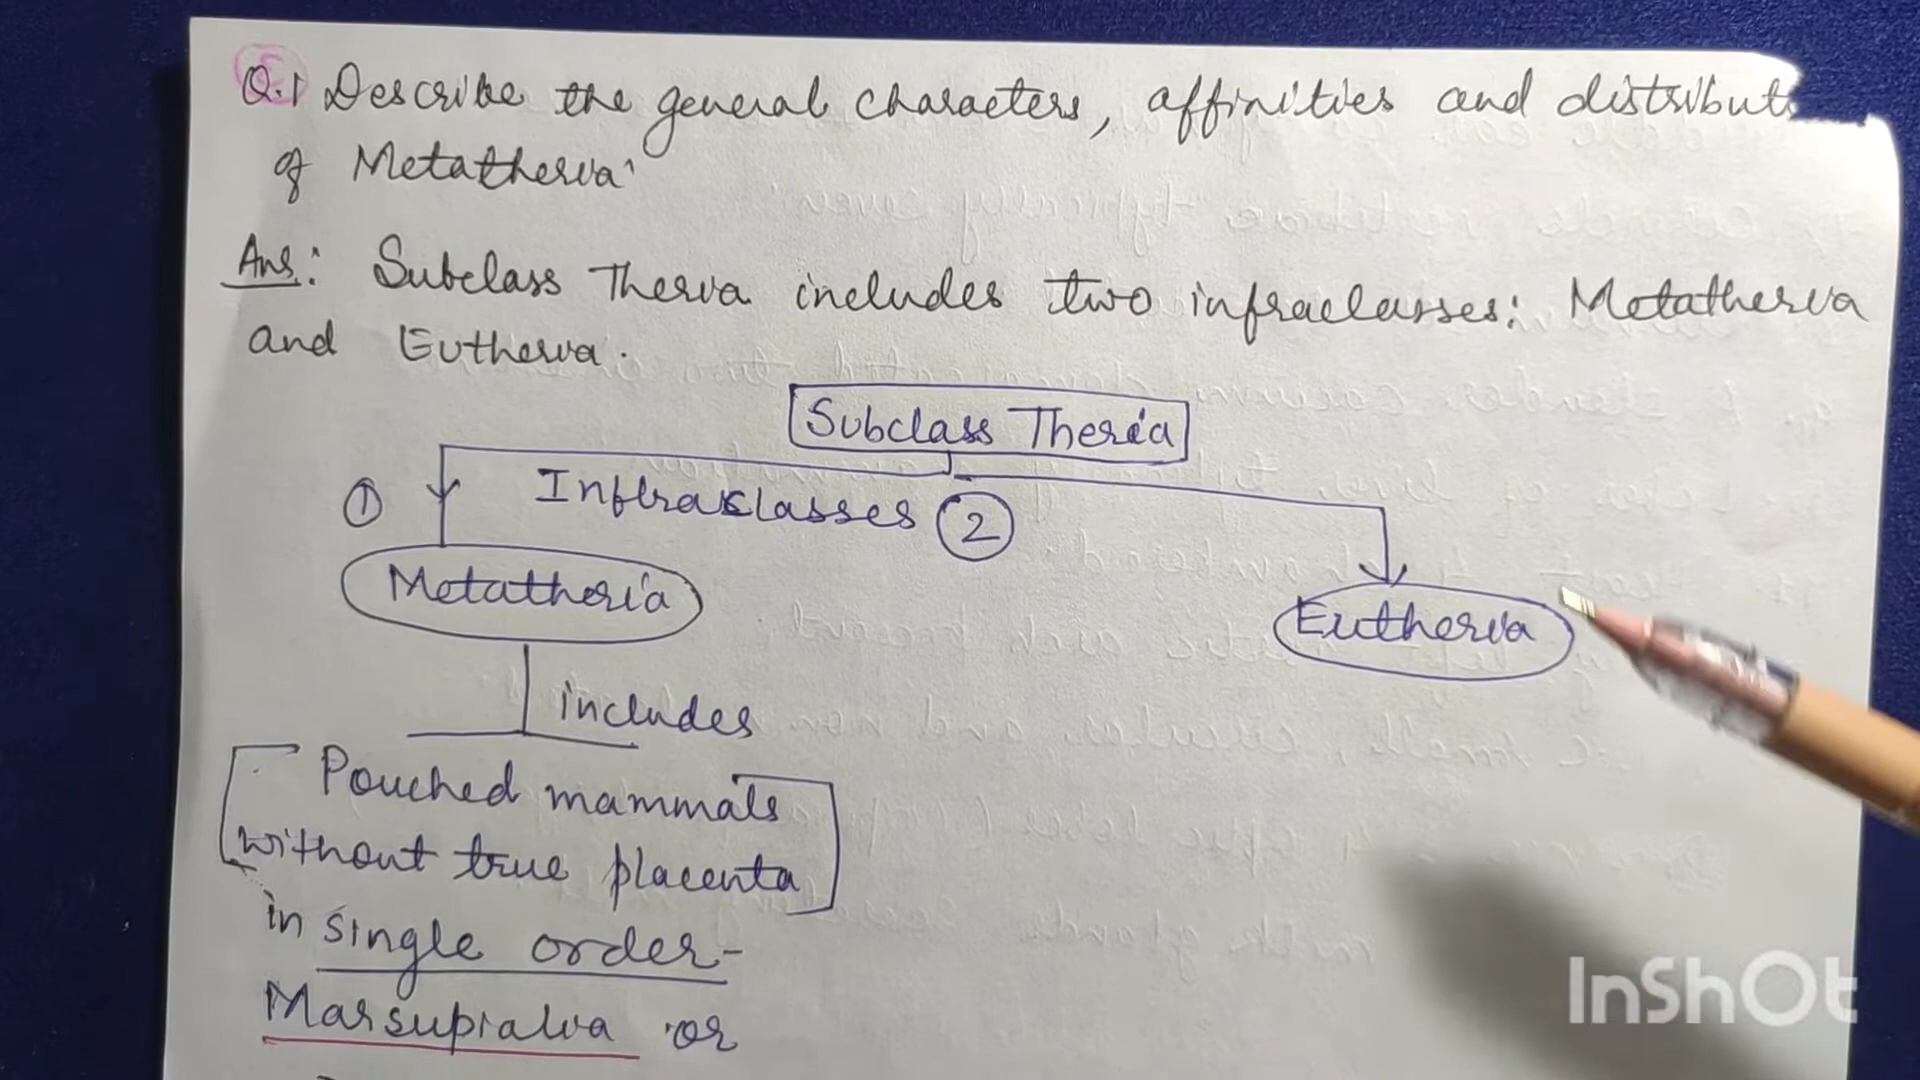 Q.1 Describe the general characters, affinities and distribut
of Metatheria.
Ans: Subclass Theria includes two infraclasses: Metatheria
and Eutheria.
Subclass Theria
① Infraclasses ②
Metatheria
Eutheria
includes
Pouched mammals
without true placenta
in single order-
Marsupialia or
InShOt